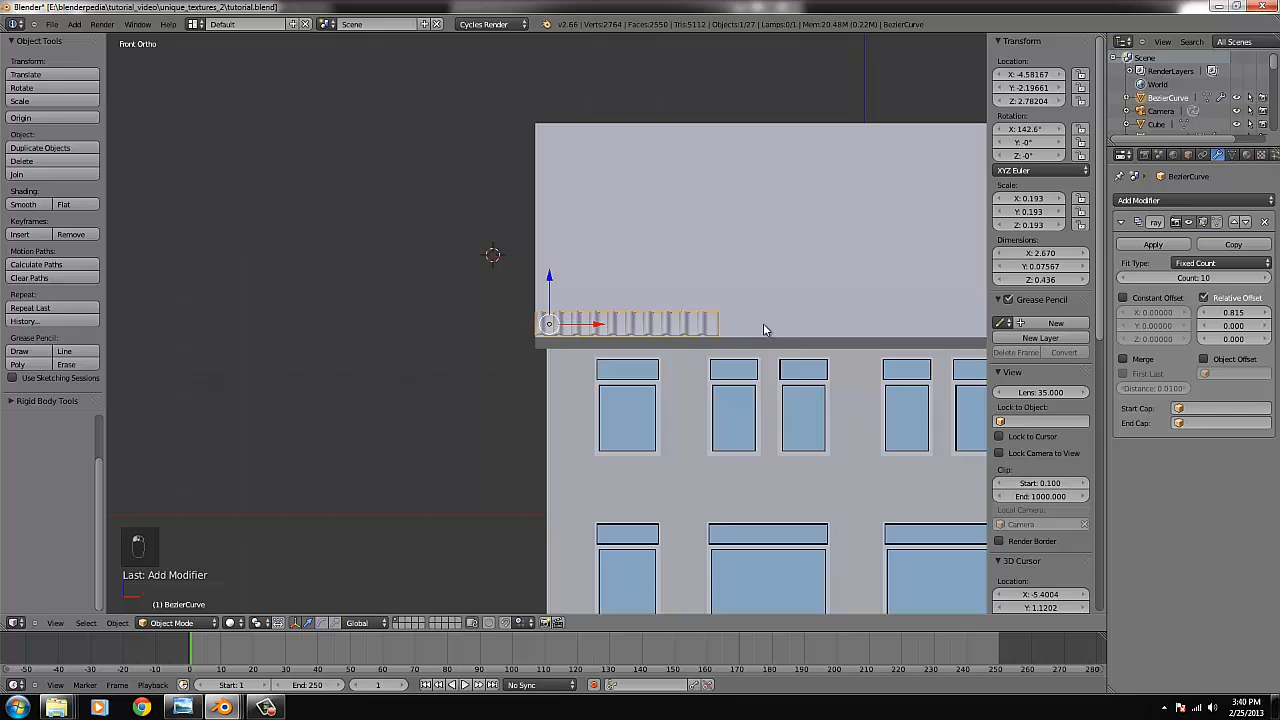 Blender* [E:\blenderpedia\tutorial_video\unique_textures_2\tutorial.blend]
File Add Render Window Help Default Scene Cycles Render v2.66 | Verts:2764 | Faces:2550 | Tris:5112 | Objects:1/27 | Lamps:0/1 | Mem:20.48M (0.22M) | BezierCurve
Object Tools
Transform:
Translate
Rotate
Scale
Origin
Object:
Duplicate Objects
Delete
Join
Shading:
Smooth Flat
Keyframes:
Insert Remove
Motion Paths:
Calculate Paths
Clear Paths
Repeat:
Repeat Last
History...
Grease Pencil:
Draw Line
Poly Erase
Use Sketching Sessions
Rigid Body Tools
Front Ortho
Last: Add Modifier
(1) BezierCurve
Transform
Location:
X: -4.58167
Y: -2.19661
Z: 2.78204
Rotation:
X: 142.6°
Y: -0°
Z: -0°
XYZ Euler
Scale:
X: 0.193
Y: 0.193
Z: 0.193
Dimensions:
X: 2.670
Y: 0.07567
Z: 0.436
Grease Pencil
New
New Layer
Delete Frame Convert
View
Lens: 35.000
Lock to Object:
Lock to Cursor
Lock Camera to View
Clip:
Start: 0.100
End: 1000.000
Local Camera:
Camera
Render Border
3D Cursor
Location:
X: -5.4004
Y: 1.1202
View Search All Scenes
Scene
RenderLayers
World
BezierCurve
Camera
Cube
BezierCurve
Add Modifier
ray
Apply Copy
Fit Type: Fixed Count
Count: 10
Constant Offset Relative Offset
X: 0.00000 0.815
Y: 0.00000 0.000
Z: 0.00000 0.000
Merge Object Offset
First Last
Distance: 0.0100
Start Cap:
End Cap:
View Select Object Object Mode Global
-50 -40 -30 -20 -10 0 10 20 30 40 50 60 70 80 90 100 110 120 130 140 150 160 170 180 190 200 210 220 230 240 250 260 270 280
View Marker Frame Playback Start: 1 End: 250 1 No Sync
3:40 PM
2/25/2013